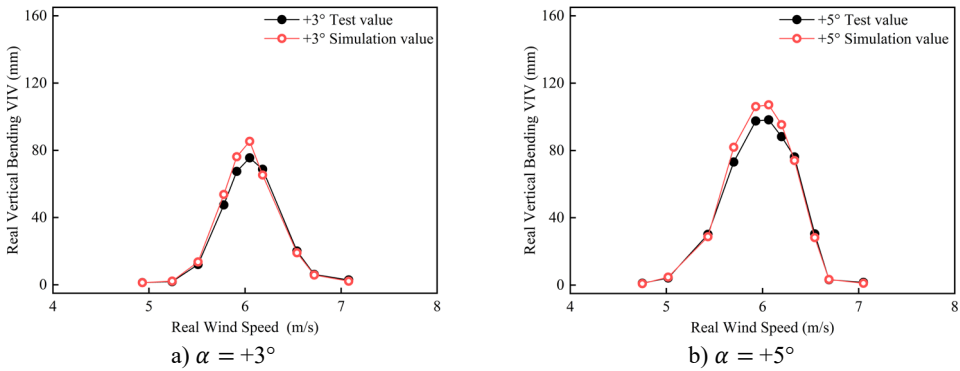 Real Vertical Bending VIV (mm)
160
120
80
40
0
+3° Test value
+3° Simulation value
4 5 6 7 8
Real Wind Speed (m/s)
a) α = +3°
Real Vertical Bending VIV (mm)
160
120
80
40
0
+5° Test value
+5° Simulation value
4 5 6 7 8
Real Wind Speed (m/s)
b) α = +5°